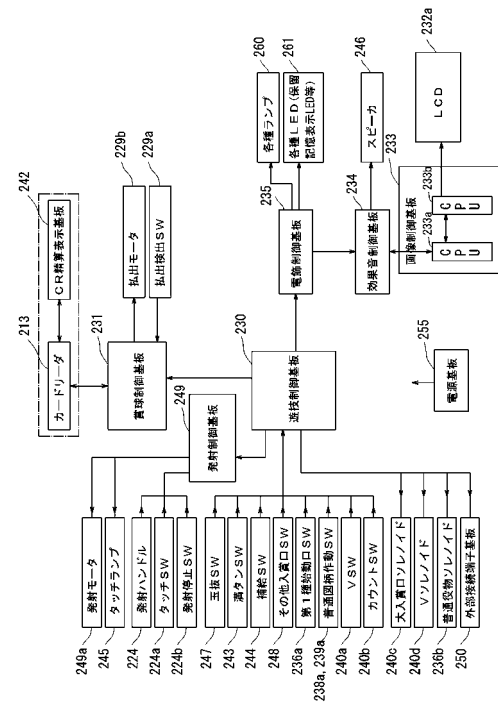 249a 発射モータ
245 タッチランプ
224 発射ハンドル
224a タッチSW
224b 発射停止SW
247 玉抜SW
243 満タンSW
244 補給SW
248 その他入賞口SW
236a 第1種始動口SW
238a, 239a 普通図柄作動SW
240a VSW
240b カウントSW
240c 大入賞口ソレノイド
240d Vソレノイド
236b 普通役物ソレノイド
250 外部接続端子基板
213 カードリーダ
242 CR精算表示基板
231 賞球制御基板
229b 払出モータ
229a 払出検出SW
249 発射制御基板
230 遊技制御基板
235 電飾制御基板
260 各種ランプ
261 各種LED(保留
記憶表示LED等)
234 効果音制御基板
246 スピーカ
233 画像制御基板
233a CPU
233b CPU
232a LCD
255 電源基板